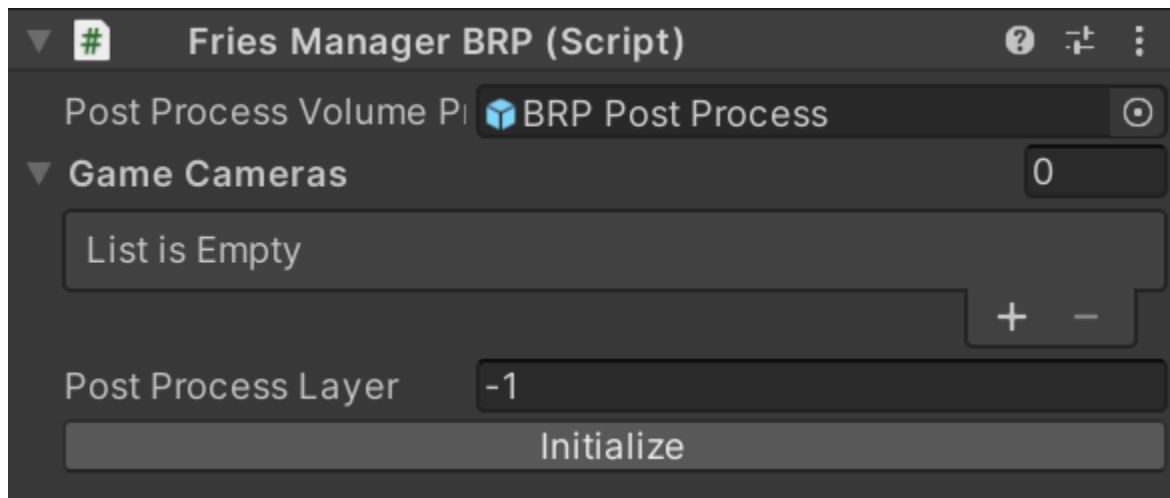 # Fries Manager BRP (Script) ?
Post Process Volume P BRP Post Process
Game Cameras 0
List is Empty
+ −
Post Process Layer -1
Initialize